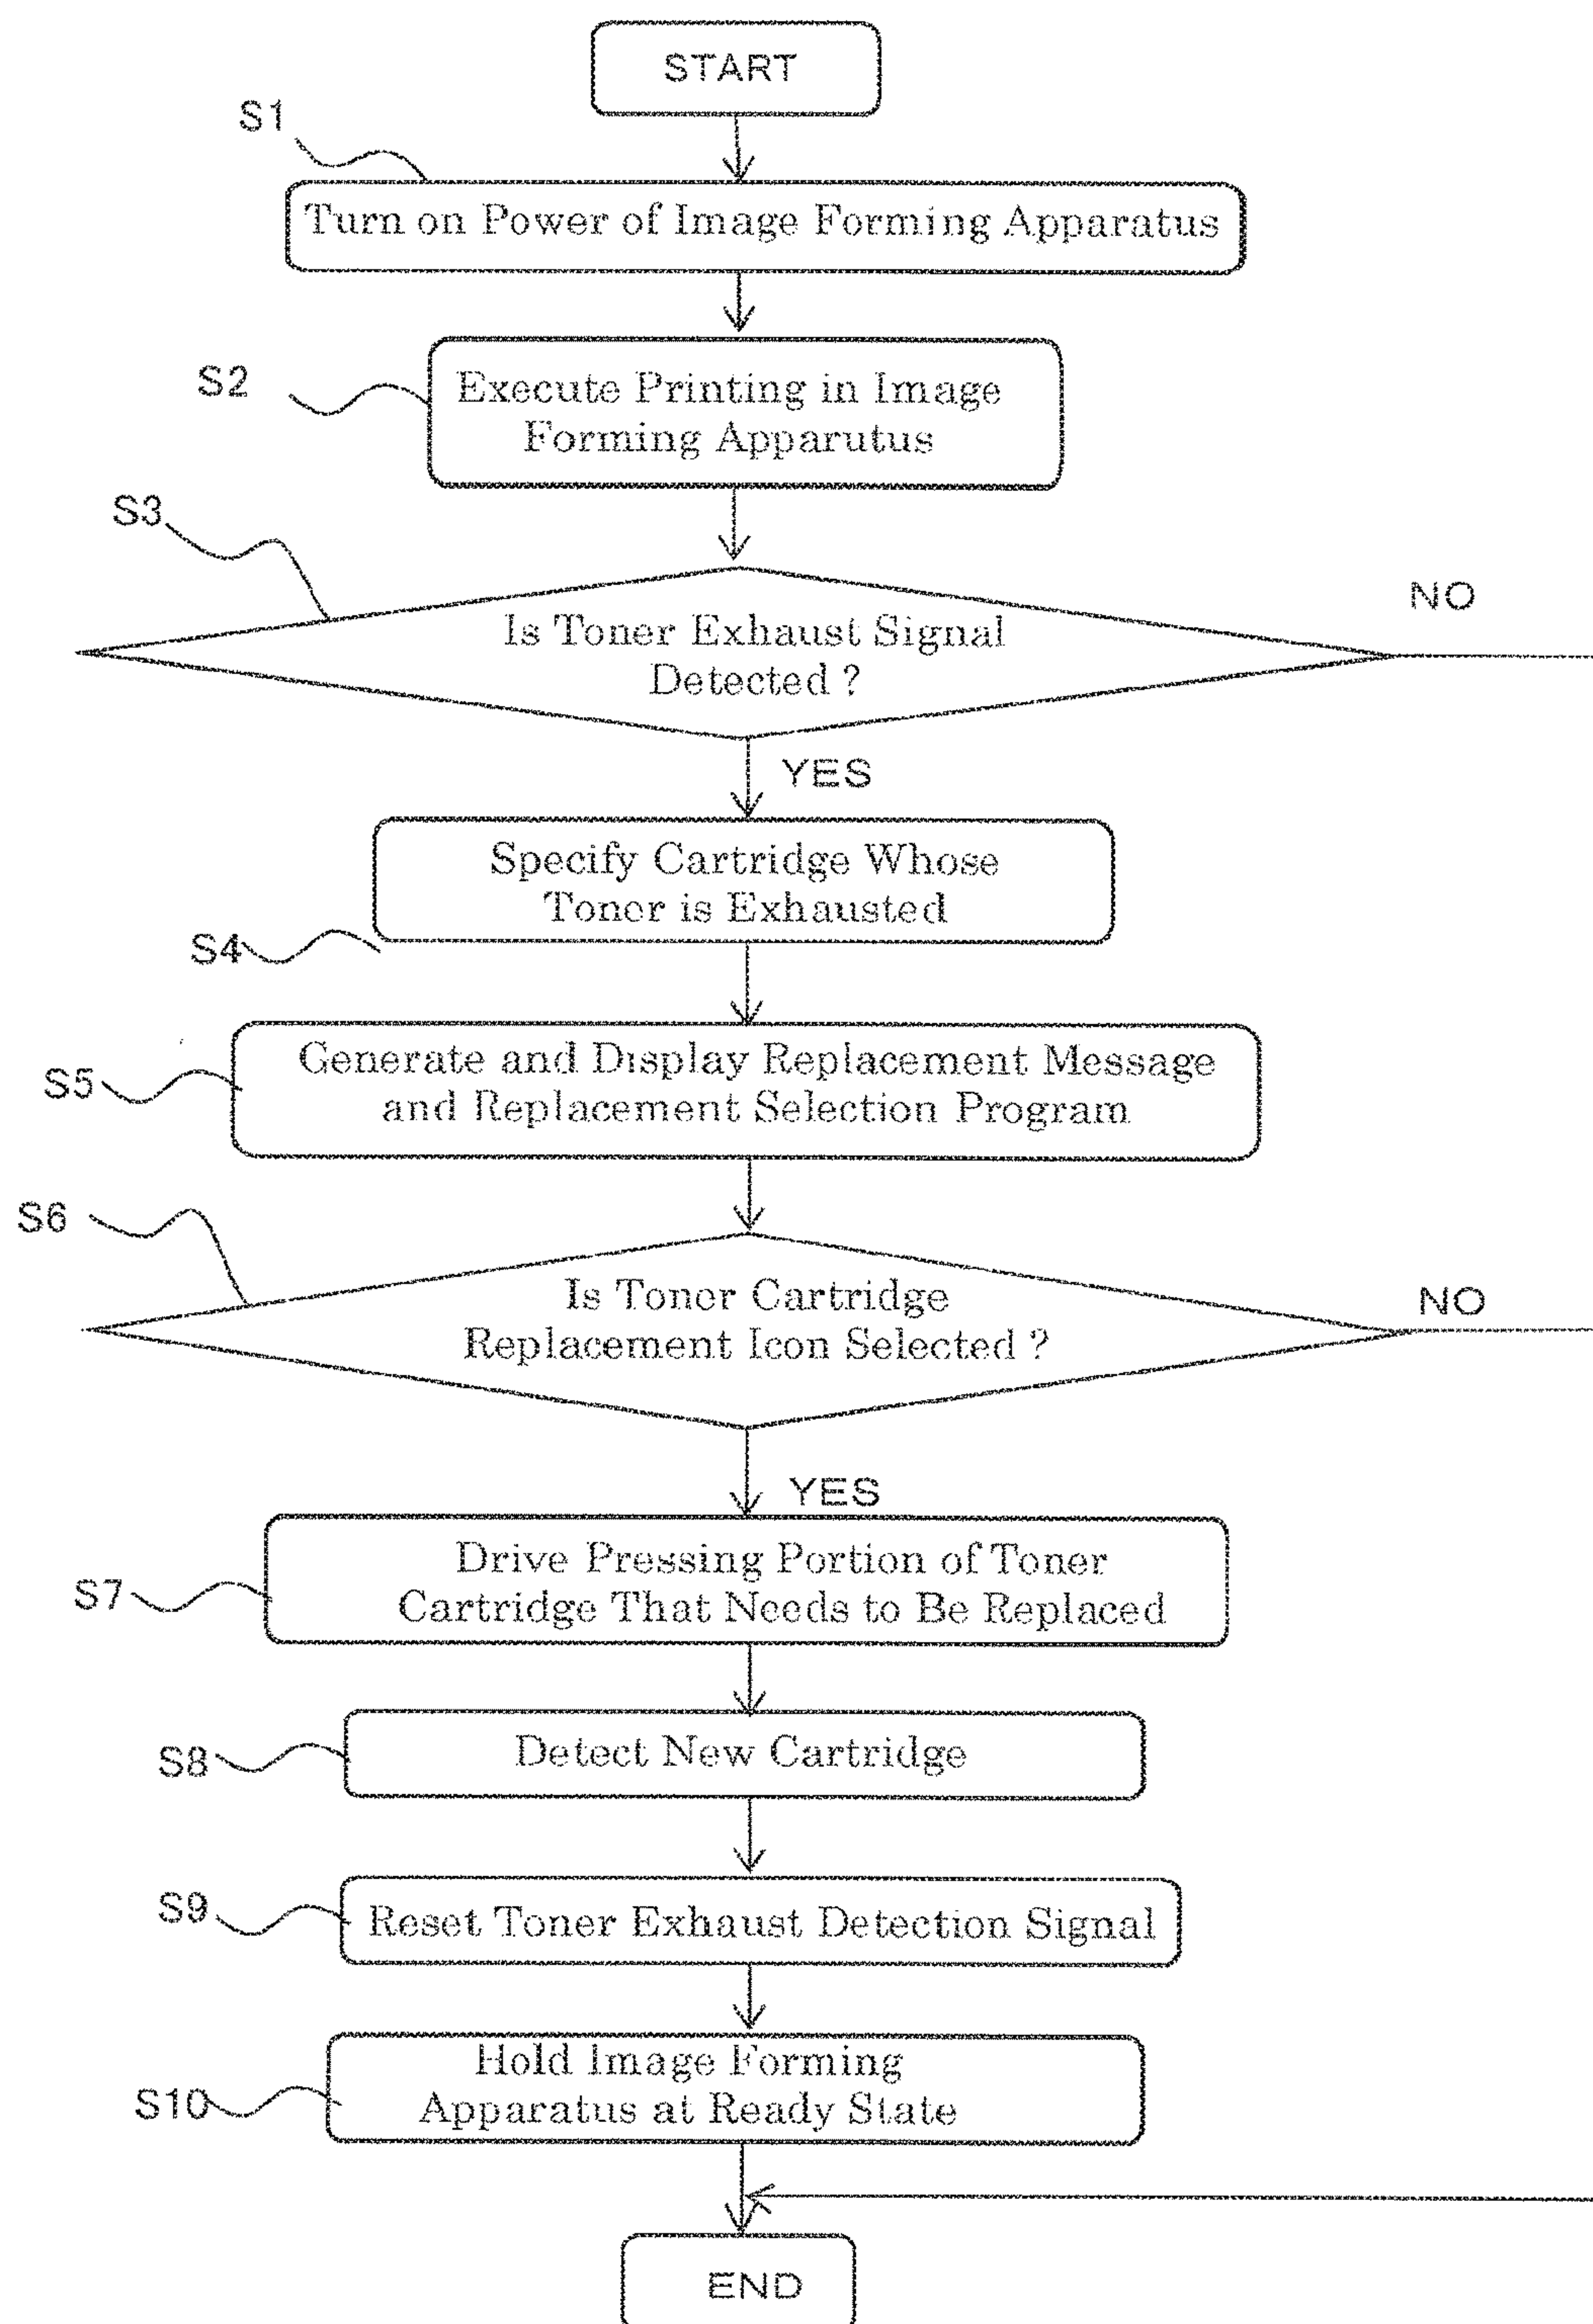 START
S1
Turn on Power of Image Forming Apparatus
S2
Execute Printing in Image
Forming Apparutus
S3
Is Toner Exhaust Signal
Detected ?
NO
YES
Specify Cartridge Whose
Toner is Exhausted
S4
Generate and Display Replacement Message
and Replacement Selection Program
S5
S6
Is Toner Cartridge
Replacement Icon Selected ?
NO
YES
Drive Pressing Portion of Toner
Cartridge That Needs to Be Replaced
S7
Detect New Cartridge
S8
S9
Reset Toner Exhaust Detection Signal
Hold Image Forming
Apparatus at Ready State
S10
END